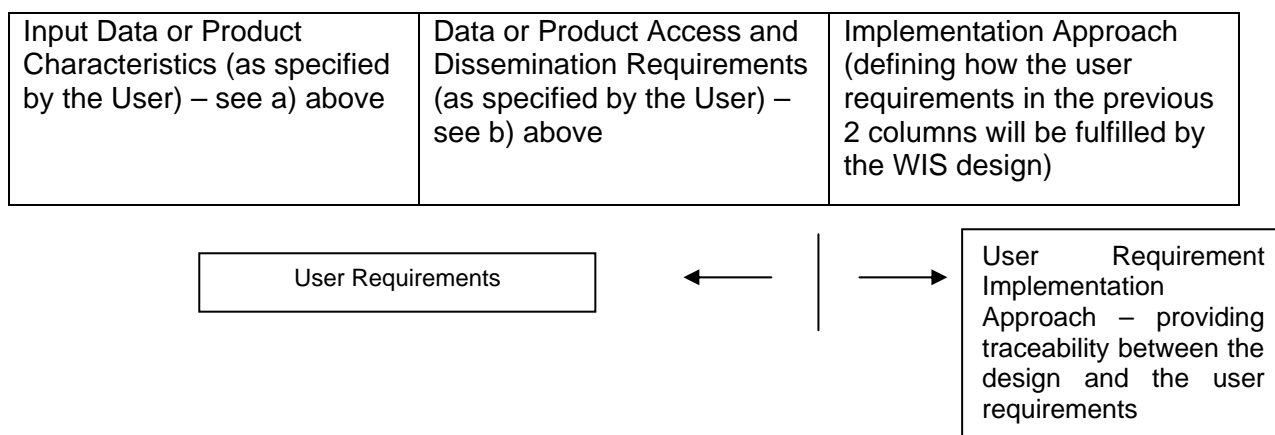 Input Data or Product
Characteristics (as specified
by the User) – see a) above
Data or Product Access and
Dissemination Requirements
(as specified by the User) –
see b) above
Implementation Approach
(defining how the user
requirements in the previous
2 columns will be fulfilled by
the WIS design)
User Requirements
User Requirement
Implementation
Approach – providing
traceability between the
design and the user
requirements